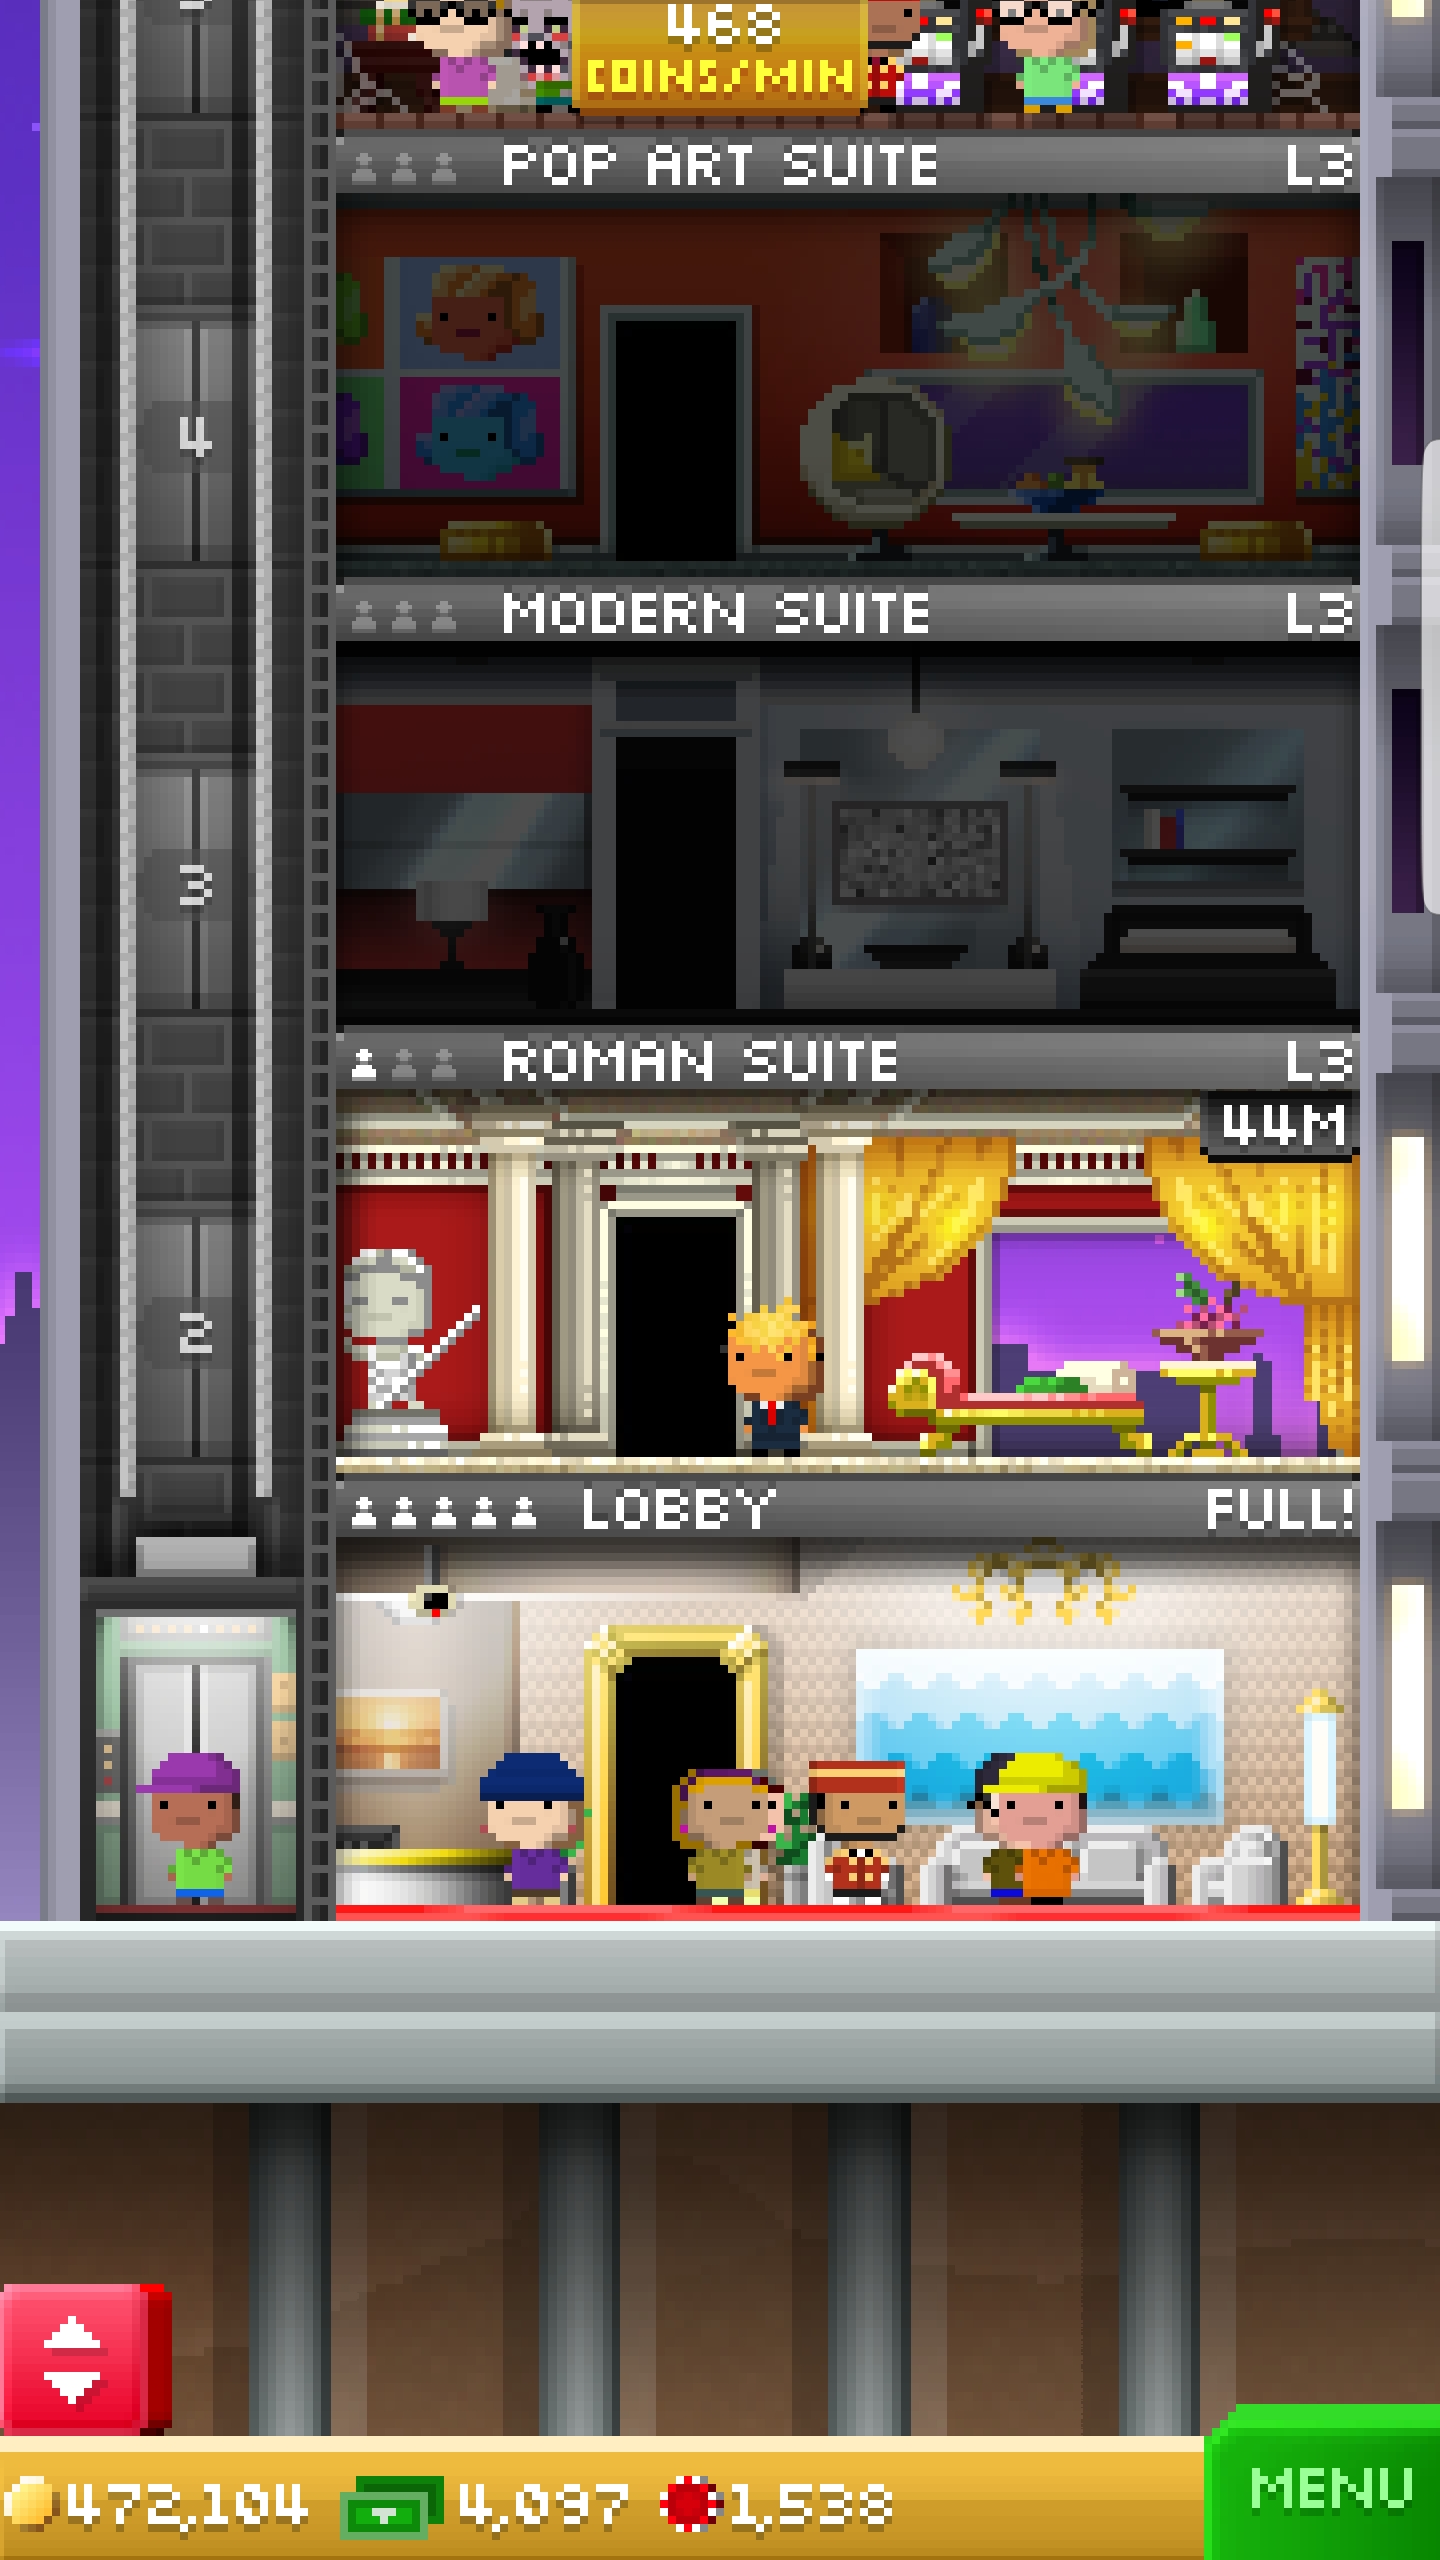 468
COINS/MIN
POP ART SUITE L3
4
MODERN SUITE L3
3
ROMAN SUITE L3
44M
2
LOBBY FULL!
472,104 4,097 1,538
MENU